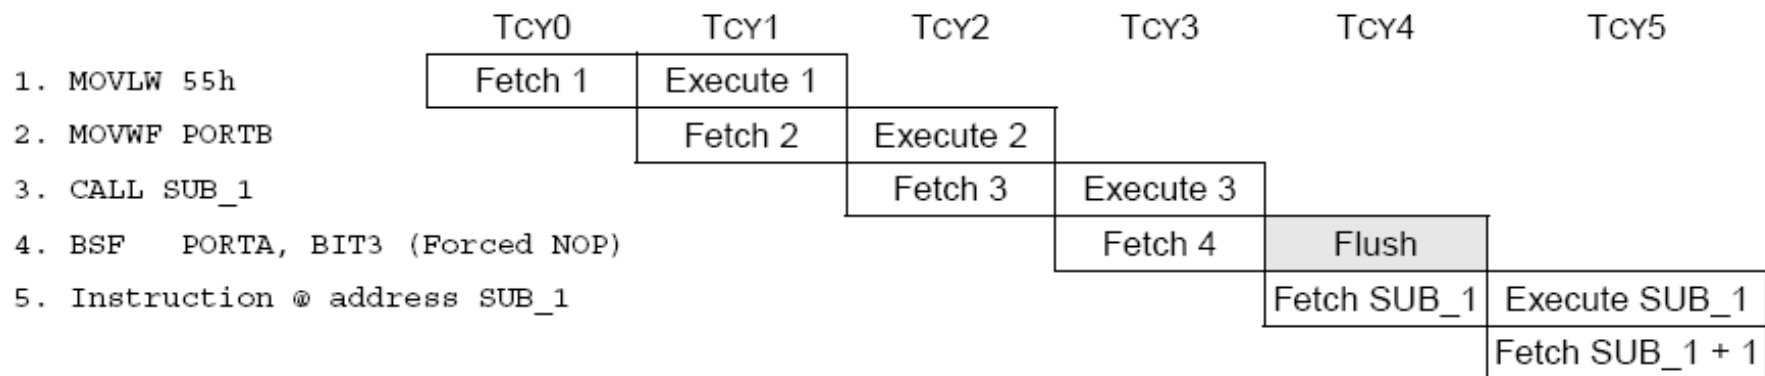 TCY0 TCY1 TCY2 TCY3 TCY4 TCY5
1. MOVLW 55h Fetch 1 Execute 1
2. MOVWF PORTB Fetch 2 Execute 2
3. CALL SUB_1 Fetch 3 Execute 3
4. BSF PORTA, BIT3 (Forced NOP) Fetch 4 Flush
5. Instruction @ address SUB_1 Fetch SUB_1 Execute SUB_1
Fetch SUB_1 + 1